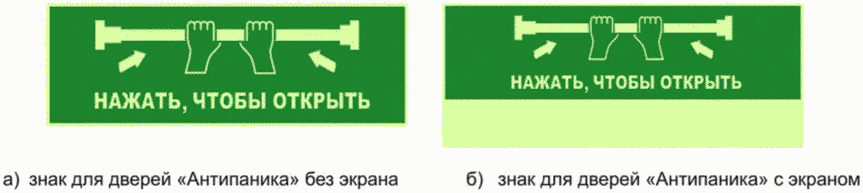 НАЖАТЬ, ЧТОБЫ ОТКРЫТЬ
НАЖАТЬ, ЧТОБЫ ОТКРЫТЬ
а) знак для дверей «Антипаника» без экрана
б) знак для дверей «Антипаника» с экраном